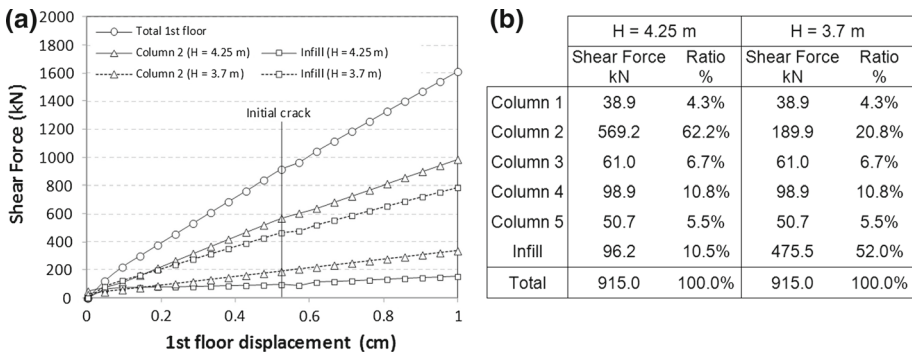 (a)
2000
1800
1600
1400
1200
1000
800
600
400
200
0
Shear Force (kN)
Total 1st floor
Column 2 (H = 4.25 m)
Infill (H = 4.25 m)
Column 2 (H = 3.7 m)
Infill (H = 3.7 m)
Initial crack
0 0.2 0.4 0.6 0.8 1
1st floor displacement (cm)
(b)
H = 4.25 m H = 3.7 m
Shear Force Ratio Shear Force Ratio
kN % kN %
Column 1 38.9 4.3% 38.9 4.3%
Column 2 569.2 62.2% 189.9 20.8%
Column 3 61.0 6.7% 61.0 6.7%
Column 4 98.9 10.8% 98.9 10.8%
Column 5 50.7 5.5% 50.7 5.5%
Infill 96.2 10.5% 475.5 52.0%
Total 915.0 100.0% 915.0 100.0%